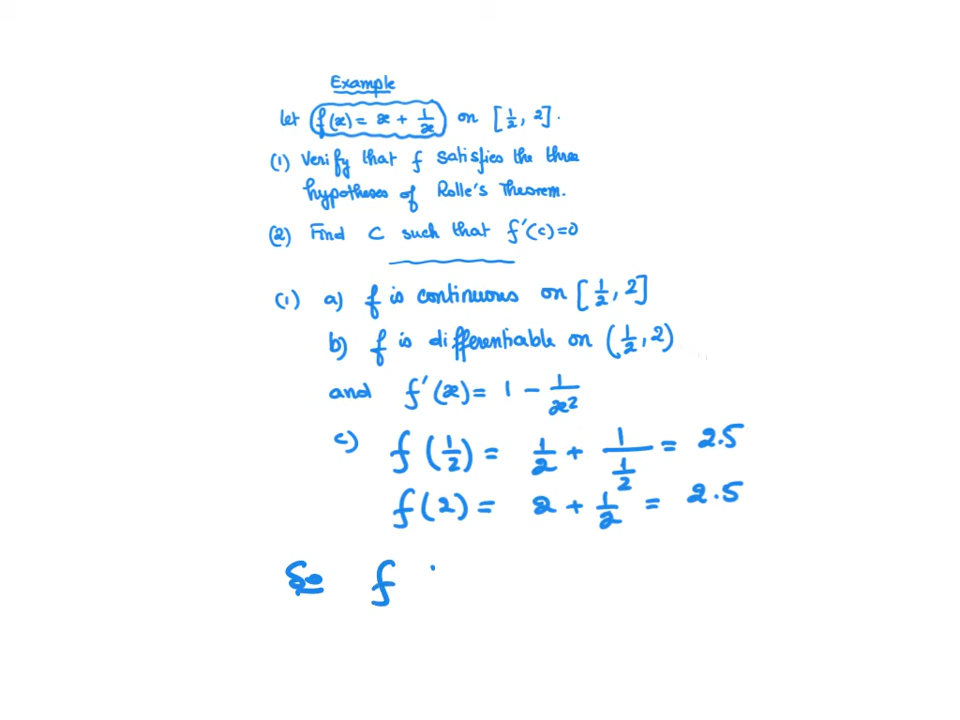 Example
Let f(x) = x + 1/x on [1/2, 2].
(1) Verify that f satisfies the three
hypotheses of Rolle's Theorem.
(2) Find C such that f'(c)=0
(1) a) f is continuous on [1/2, 2]
b) f is differentiable on (1/2, 2)
and f'(x) = 1 - 1/x²
c) f(1/2) = 1/2 + 1/(1/2) = 2.5
f(2) = 2 + 1/2 = 2.5
So f